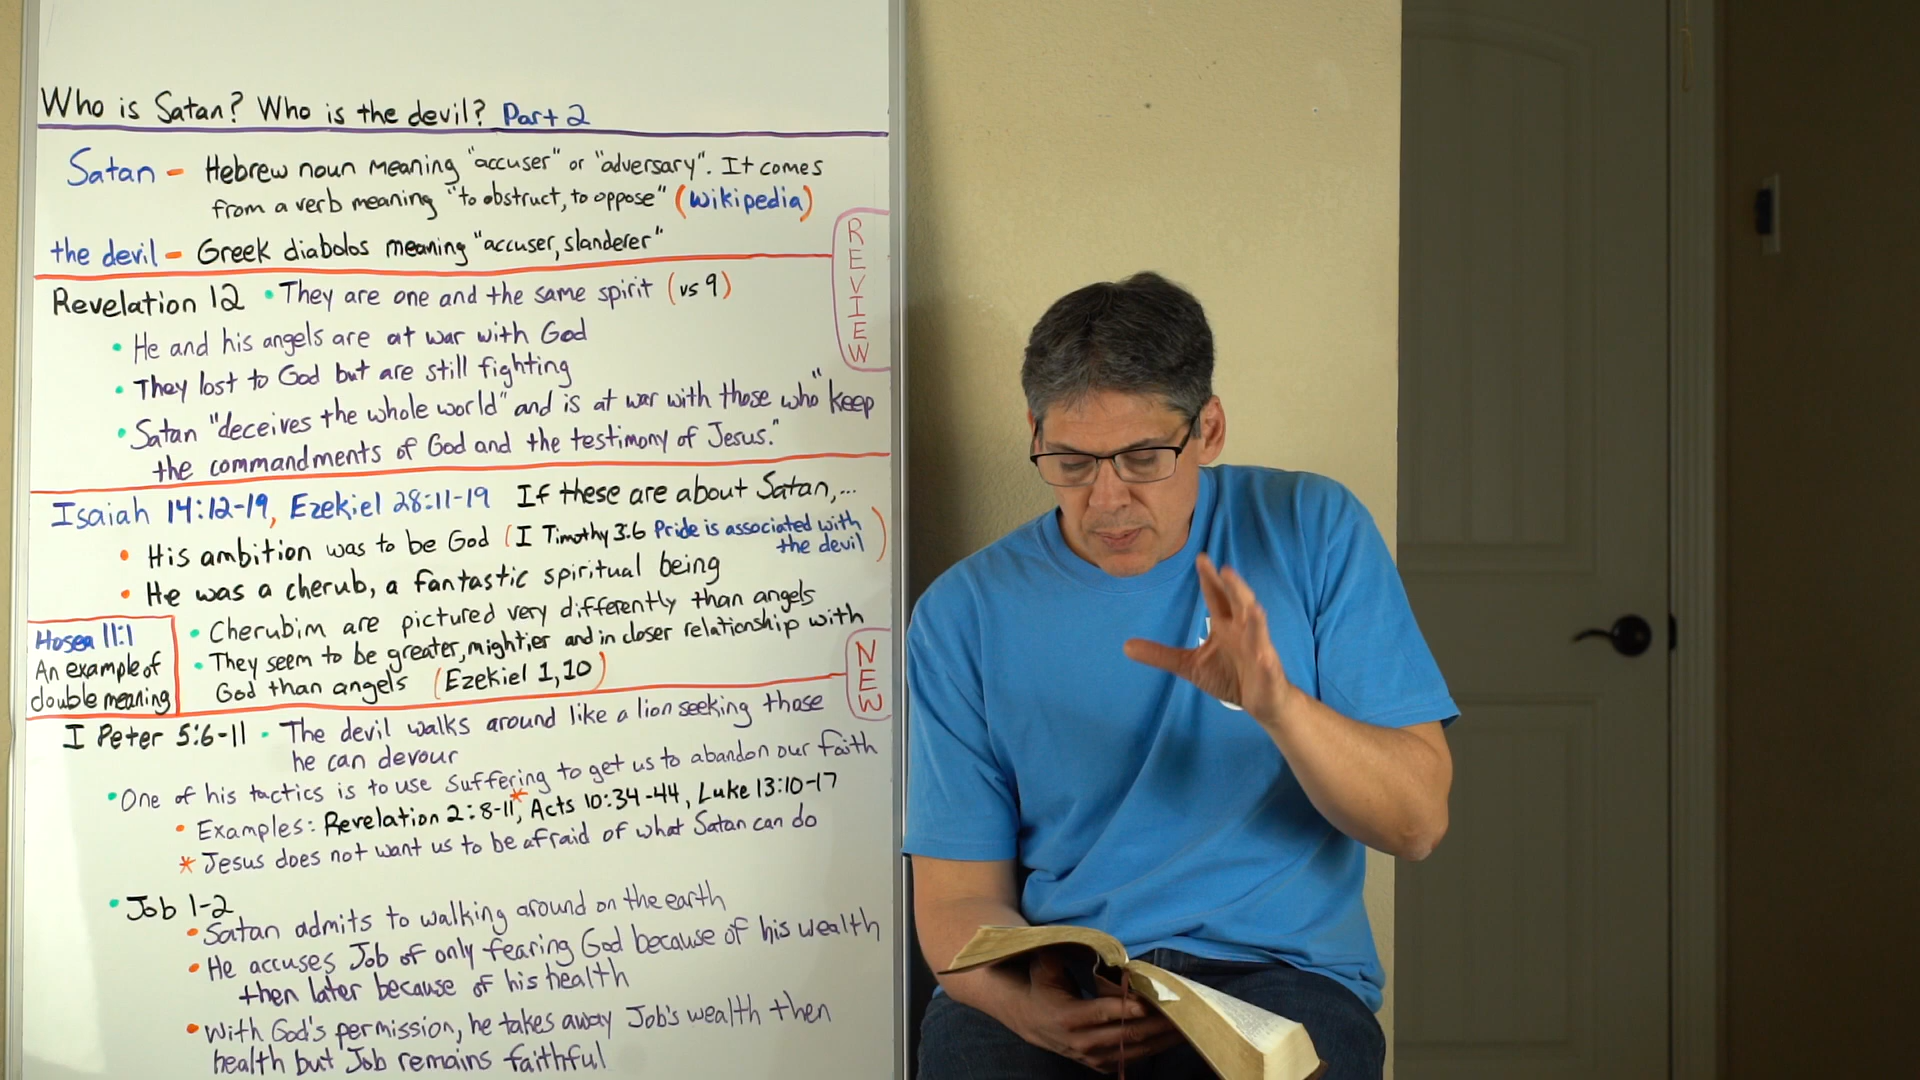 Who is Satan? Who is the devil? Part 2
Satan - Hebrew noun meaning "accuser" or "adversary". It comes
from a verb meaning "to obstruct, to oppose" (Wikipedia)
the devil - Greek diabolos meaning "accuser, slanderer"
REVIEW
Revelation 12 • They are one and the same spirit (vs 9)
• He and his angels are at war with God
• They lost to God but are still fighting
• Satan "deceives the whole world" and is at war with those who "keep
the commandments of God and the testimony of Jesus."
Isaiah 14:12-19, Ezekiel 28:11-19 If these are about Satan,...
• His ambition was to be God (I Timothy 3:6 Pride is associated with
the devil)
• He was a cherub, a fantastic spiritual being
• Cherubim are pictured very differently than angels
• They seem to be greater, mightier and in closer relationship with
God than angels (Ezekiel 1,10)
Hosea 11:1
An example of
double meaning
NEW
I Peter 5:6-11 • The devil walks around like a lion seeking those
he can devour
• One of his tactics is to use suffering to get us to abandon our faith
• Examples: Revelation 2:8-11*, Acts 10:34-44, Luke 13:10-17
* Jesus does not want us to be afraid of what Satan can do
• Job 1-2
• Satan admits to walking around on the earth
• He accuses Job of only fearing God because of his wealth
then later because of his health
• With God's permission, he takes away Job's wealth then
health but Job remains faithful